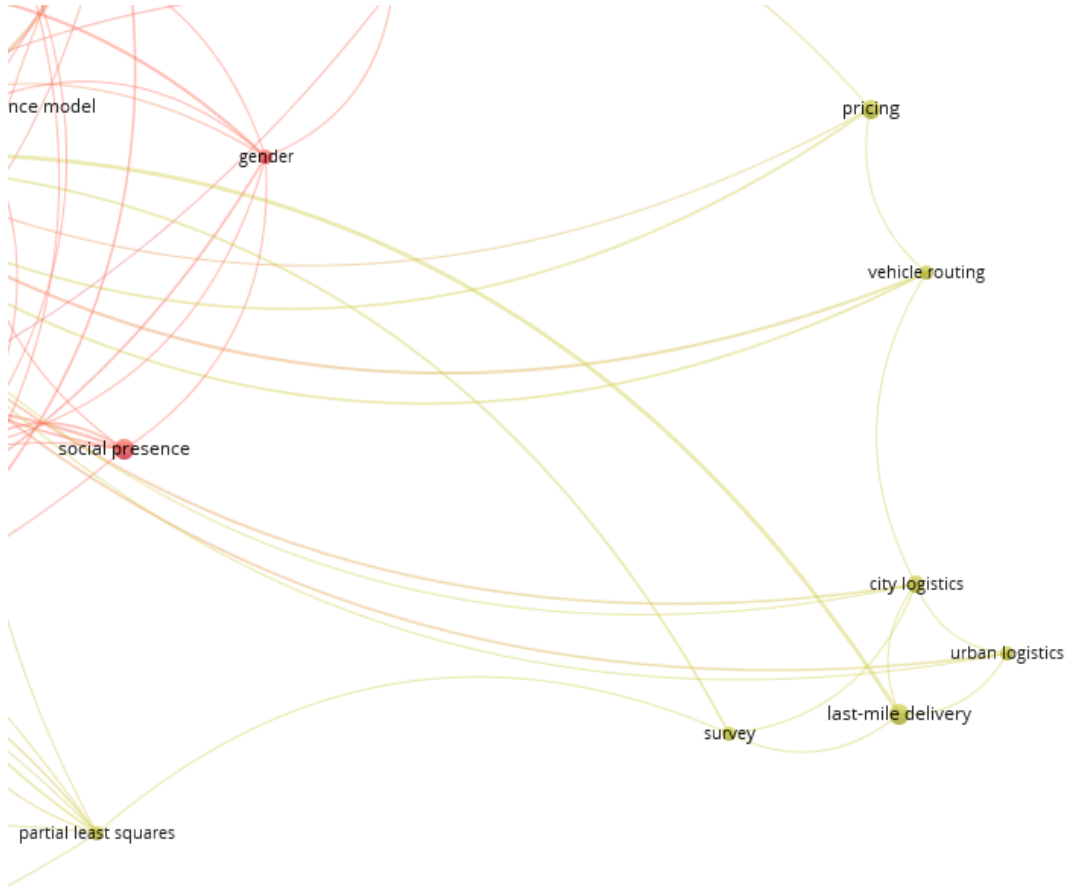 nce model
pricing
gender
vehicle routing
social presence
city logistics
urban logistics
last-mile delivery
survey
partial least squares